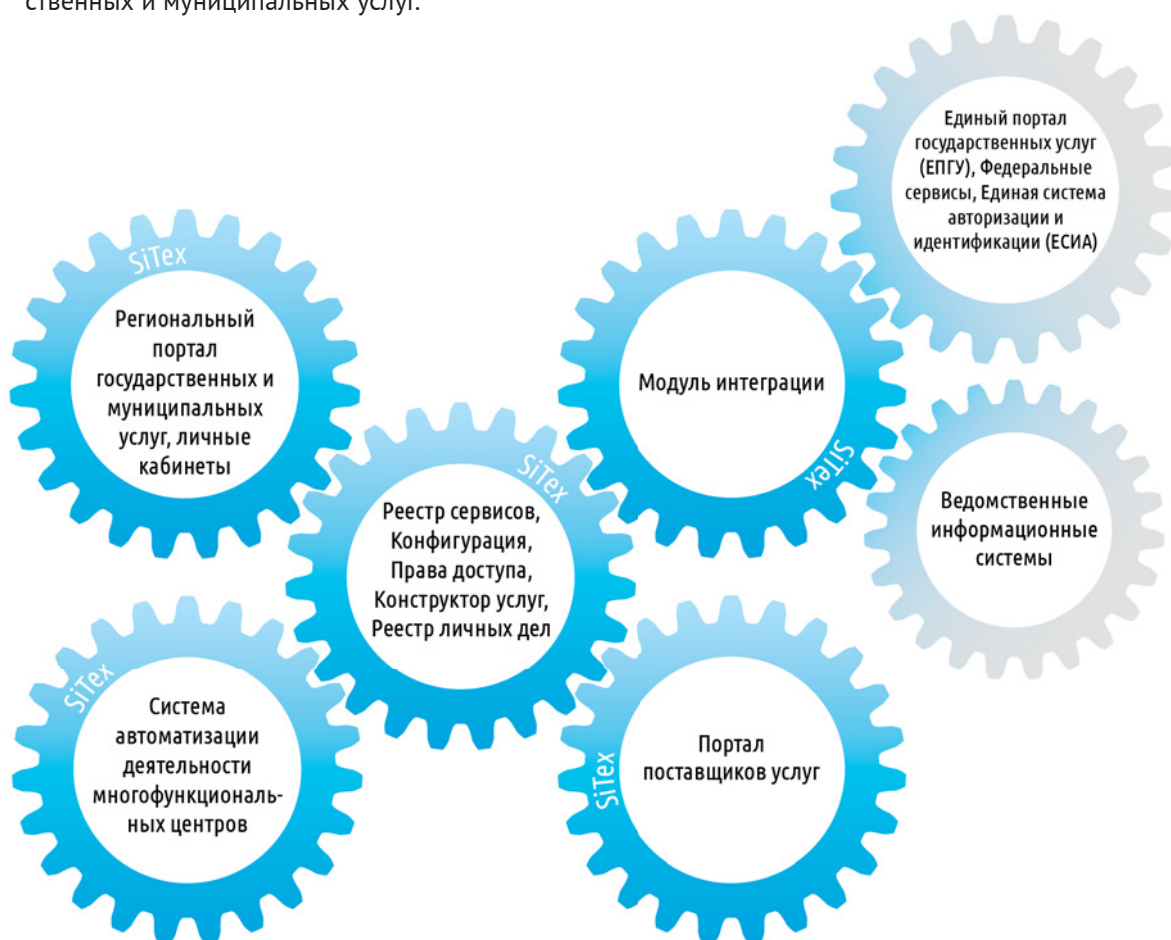 ственных и муниципальных услуг.
Единый портал
государственных услуг
(ЕПГУ), Федеральные
сервисы, Единая система
авторизации и
идентификации (ЕСИА)
SiTex
Региональный
портал
государственных и
муниципальных
услуг, личные
кабинеты
Модуль интеграции
SiTex
SiTex
Реестр сервисов,
Конфигурация,
Права доступа,
Конструктор услуг,
Реестр личных дел
Ведомственные
информационные
системы
SiTex
Система
автоматизации
деятельности
многофункциональ-
ных центров
SiTex
Портал
поставщиков услуг